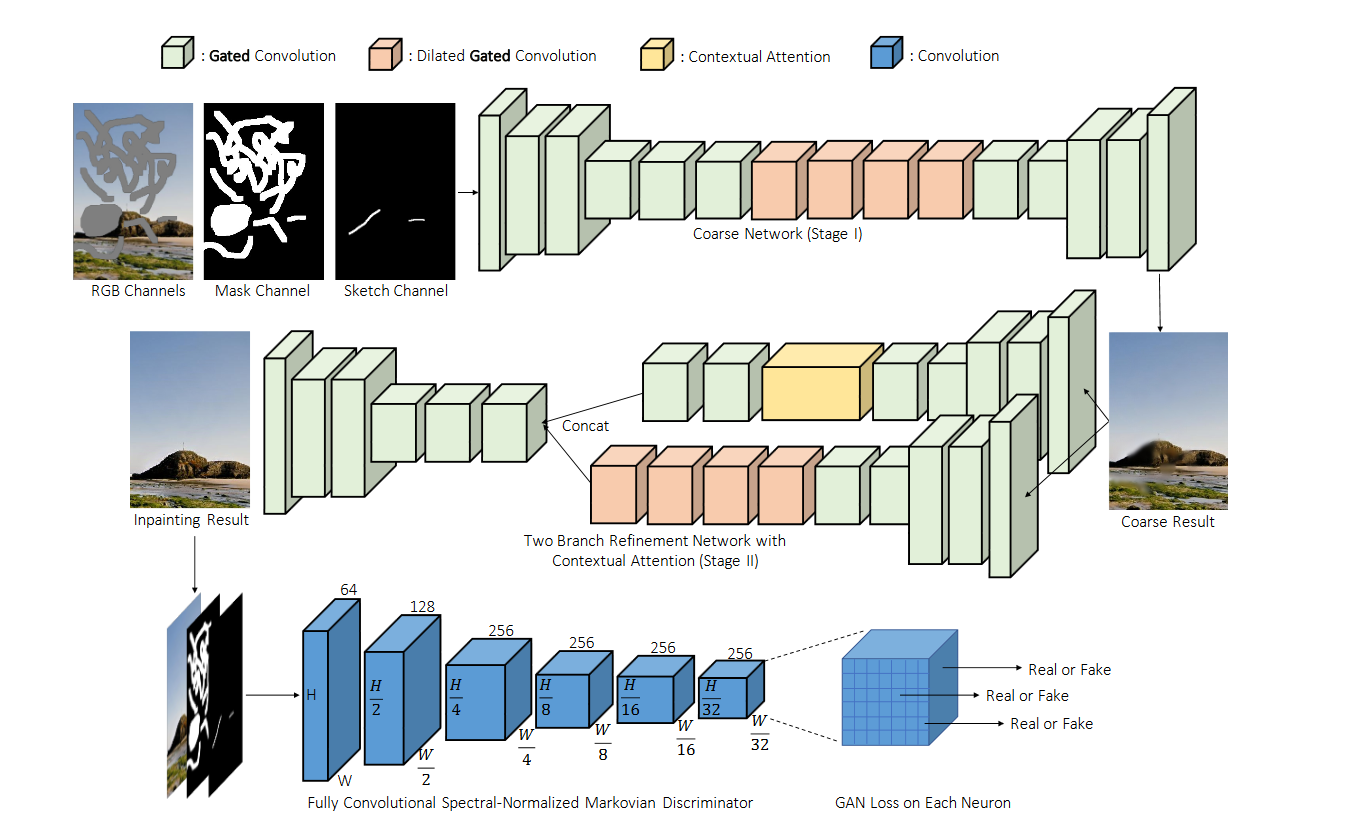 : Gated Convolution
: Dilated Gated Convolution
: Contextual Attention
: Convolution
RGB Channels
Mask Channel
Sketch Channel
Coarse Network (Stage I)
Concat
Inpainting Result
Coarse Result
Two Branch Refinement Network with
Contextual Attention (Stage II)
64
128
256
256
256
256
H
H/2
H/4
H/8
H/16
H/32
W
W/2
W/4
W/8
W/16
W/32
Real or Fake
Real or Fake
Real or Fake
Fully Convolutional Spectral-Normalized Markovian Discriminator
GAN Loss on Each Neuron